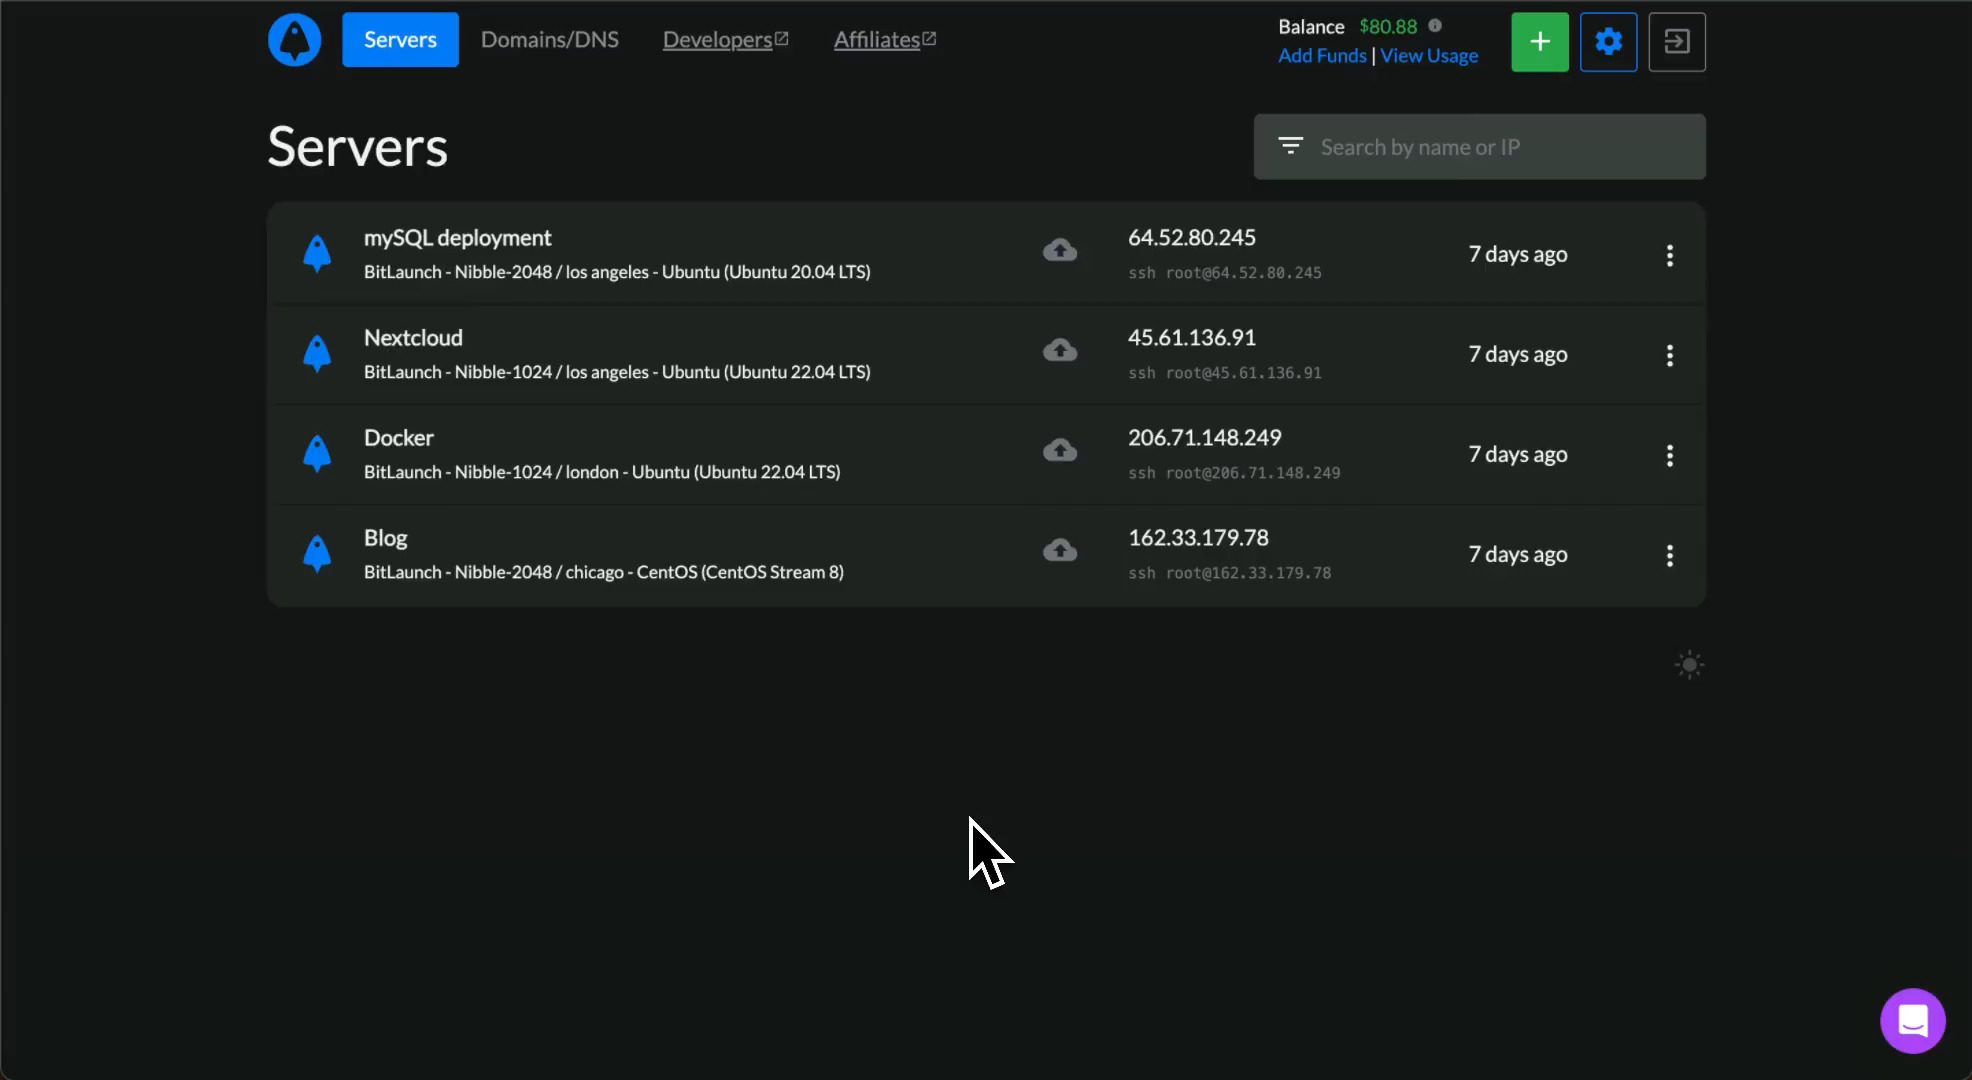 Servers
Domains/DNS
Developers
Affiliates
Balance $80.88
Add Funds | View Usage
Servers
Search by name or IP
mySQL deployment
BitLaunch - Nibble-2048 / los angeles - Ubuntu (Ubuntu 20.04 LTS)
64.52.80.245
ssh root@64.52.80.245
7 days ago
Nextcloud
BitLaunch - Nibble-1024 / los angeles - Ubuntu (Ubuntu 22.04 LTS)
45.61.136.91
ssh root@45.61.136.91
7 days ago
Docker
BitLaunch - Nibble-1024 / london - Ubuntu (Ubuntu 22.04 LTS)
206.71.148.249
ssh root@206.71.148.249
7 days ago
Blog
BitLaunch - Nibble-2048 / chicago - CentOS (CentOS Stream 8)
162.33.179.78
ssh root@162.33.179.78
7 days ago